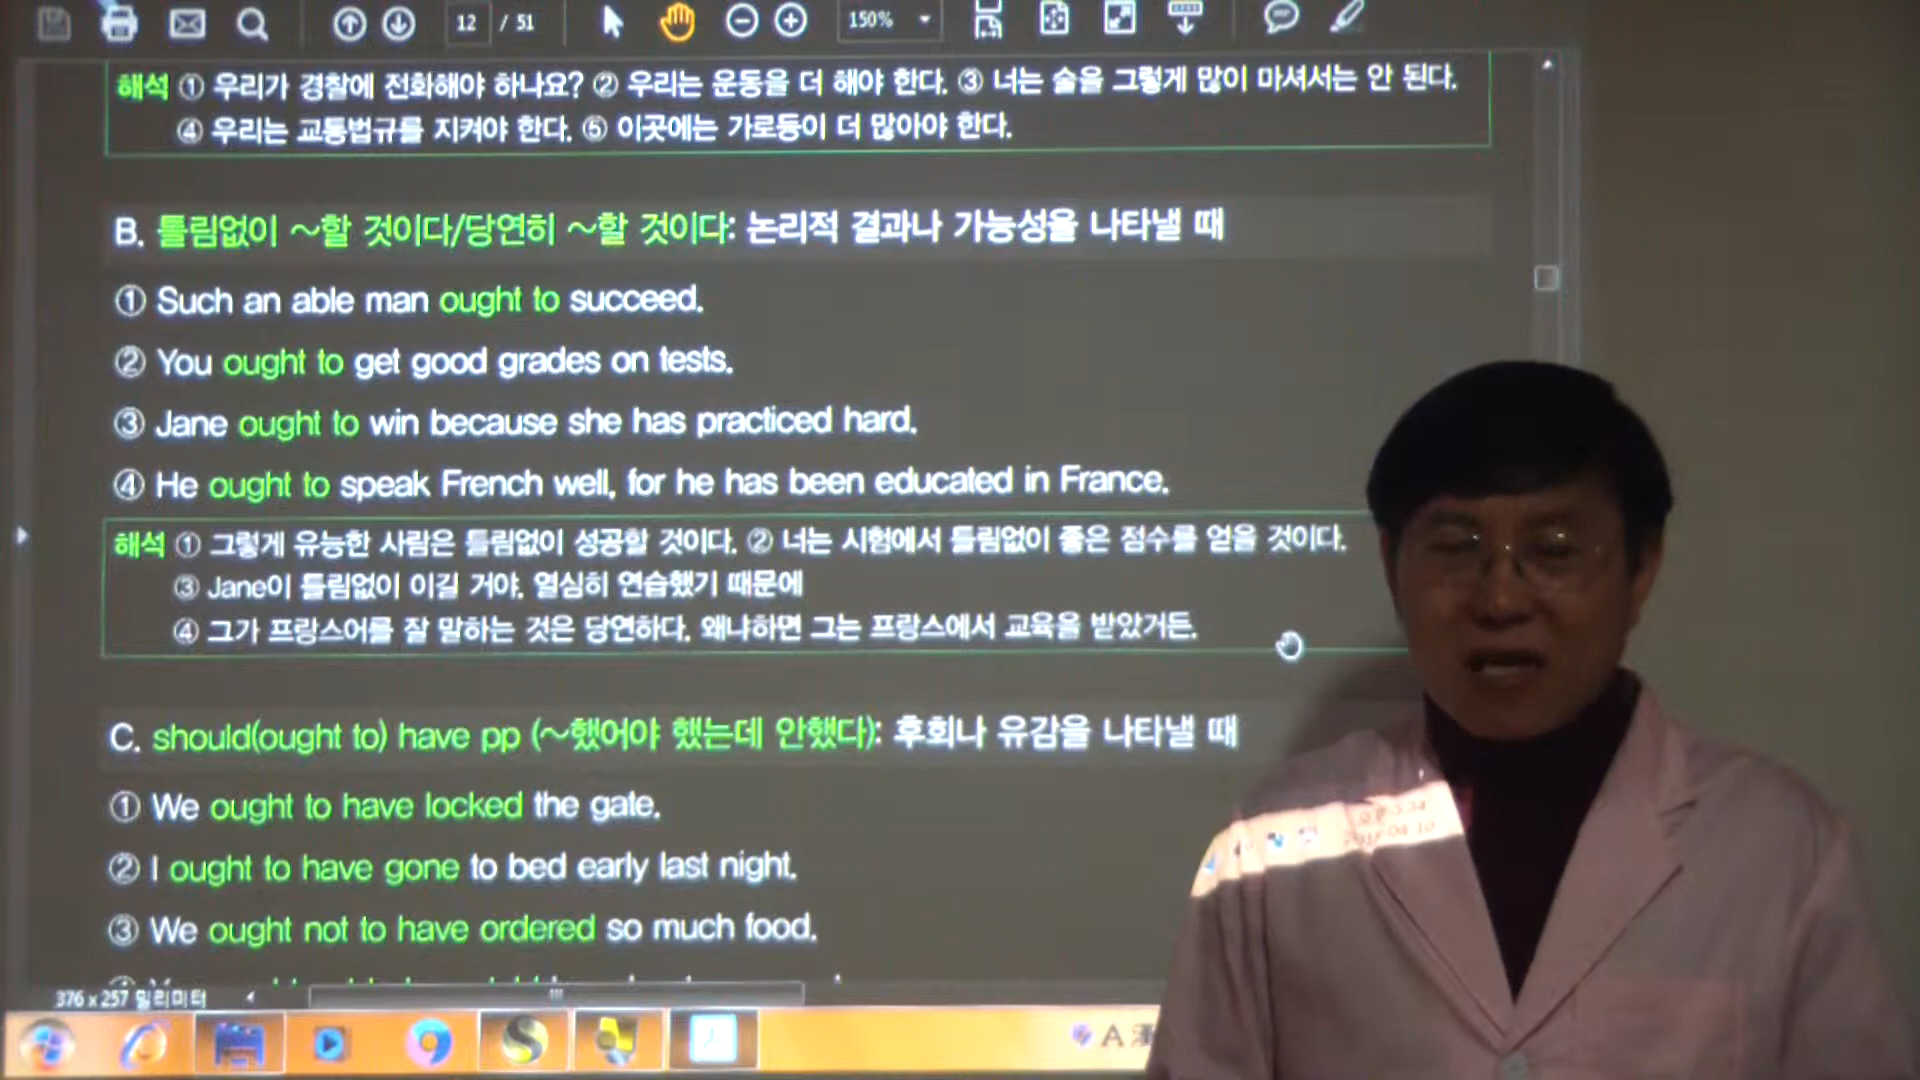 12 / 51
150%
해석 ① 우리가 경찰에 전화해야 하나요? ② 우리는 운동을 더 해야 한다. ③ 너는 술을 그렇게 많이 마셔서는 안 된다.
④ 우리는 교통법규를 지켜야 한다. ⑤ 이곳에는 가로등이 더 많아야 한다.
B. 틀림없이 ～할 것이다/당연히 ～할 것이다: 논리적 결과나 가능성을 나타낼 때
① Such an able man ought to succeed.
② You ought to get good grades on tests.
③ Jane ought to win because she has practiced hard.
④ He ought to speak French well, for he has been educated in France.
해석 ① 그렇게 유능한 사람은 틀림없이 성공할 것이다. ② 너는 시험에서 틀림없이 좋은 점수를 얻을 것이다.
③ Jane이 틀림없이 이길 거야. 열심히 연습했기 때문에
④ 그가 프랑스어를 잘 말하는 것은 당연하다. 왜냐하면 그는 프랑스에서 교육을 받았거든.
C. should(ought to) have pp (～했어야 했는데 안했다): 후회나 유감을 나타낼 때
① We ought to have locked the gate.
② I ought to have gone to bed early last night.
③ We ought not to have ordered so much food.
376 x 257 밀리미터
A 漢